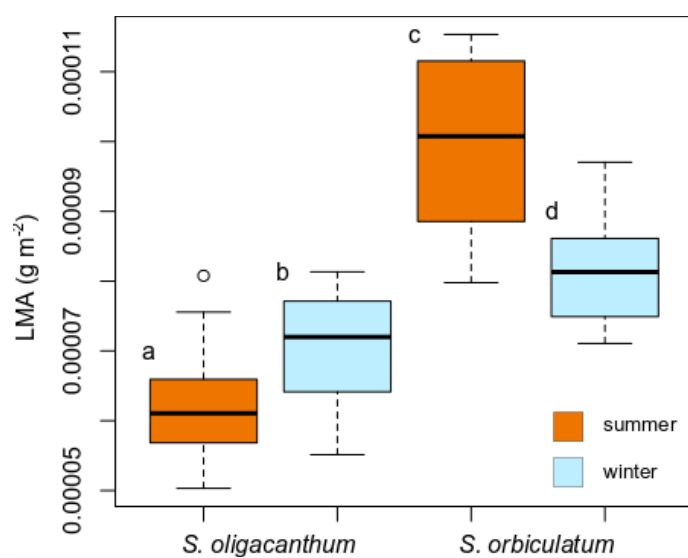 LMA (g m⁻²)
0.00011
0.00009
0.00007
0.00005
a
b
c
d
summer
winter
S. oligacanthum
S. orbiculatum